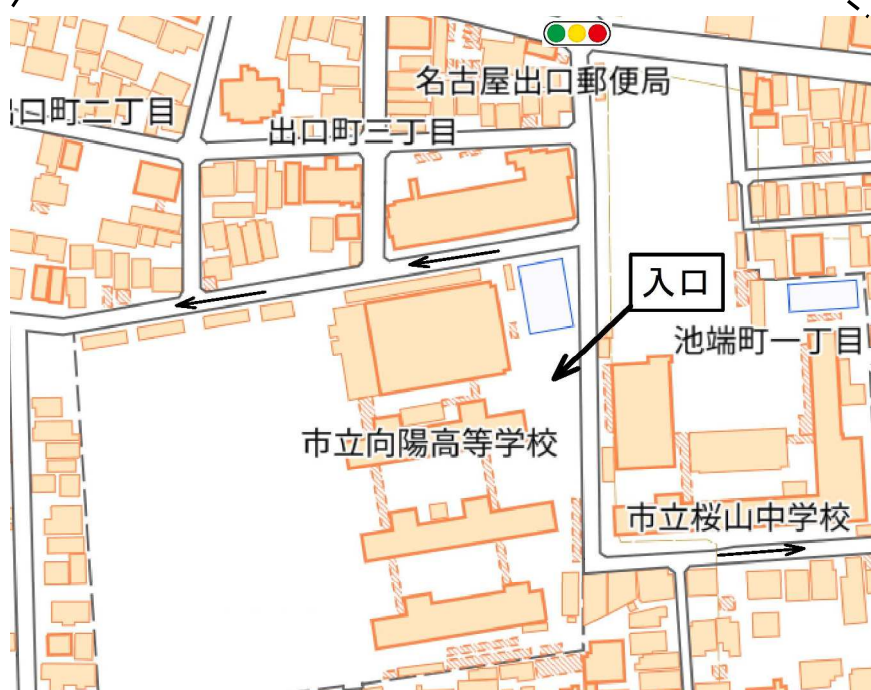 名古屋出口郵便局
口町二丁目
出口町三丁目
入口
池端町一丁目
市立向陽高等学校
市立桜山中学校